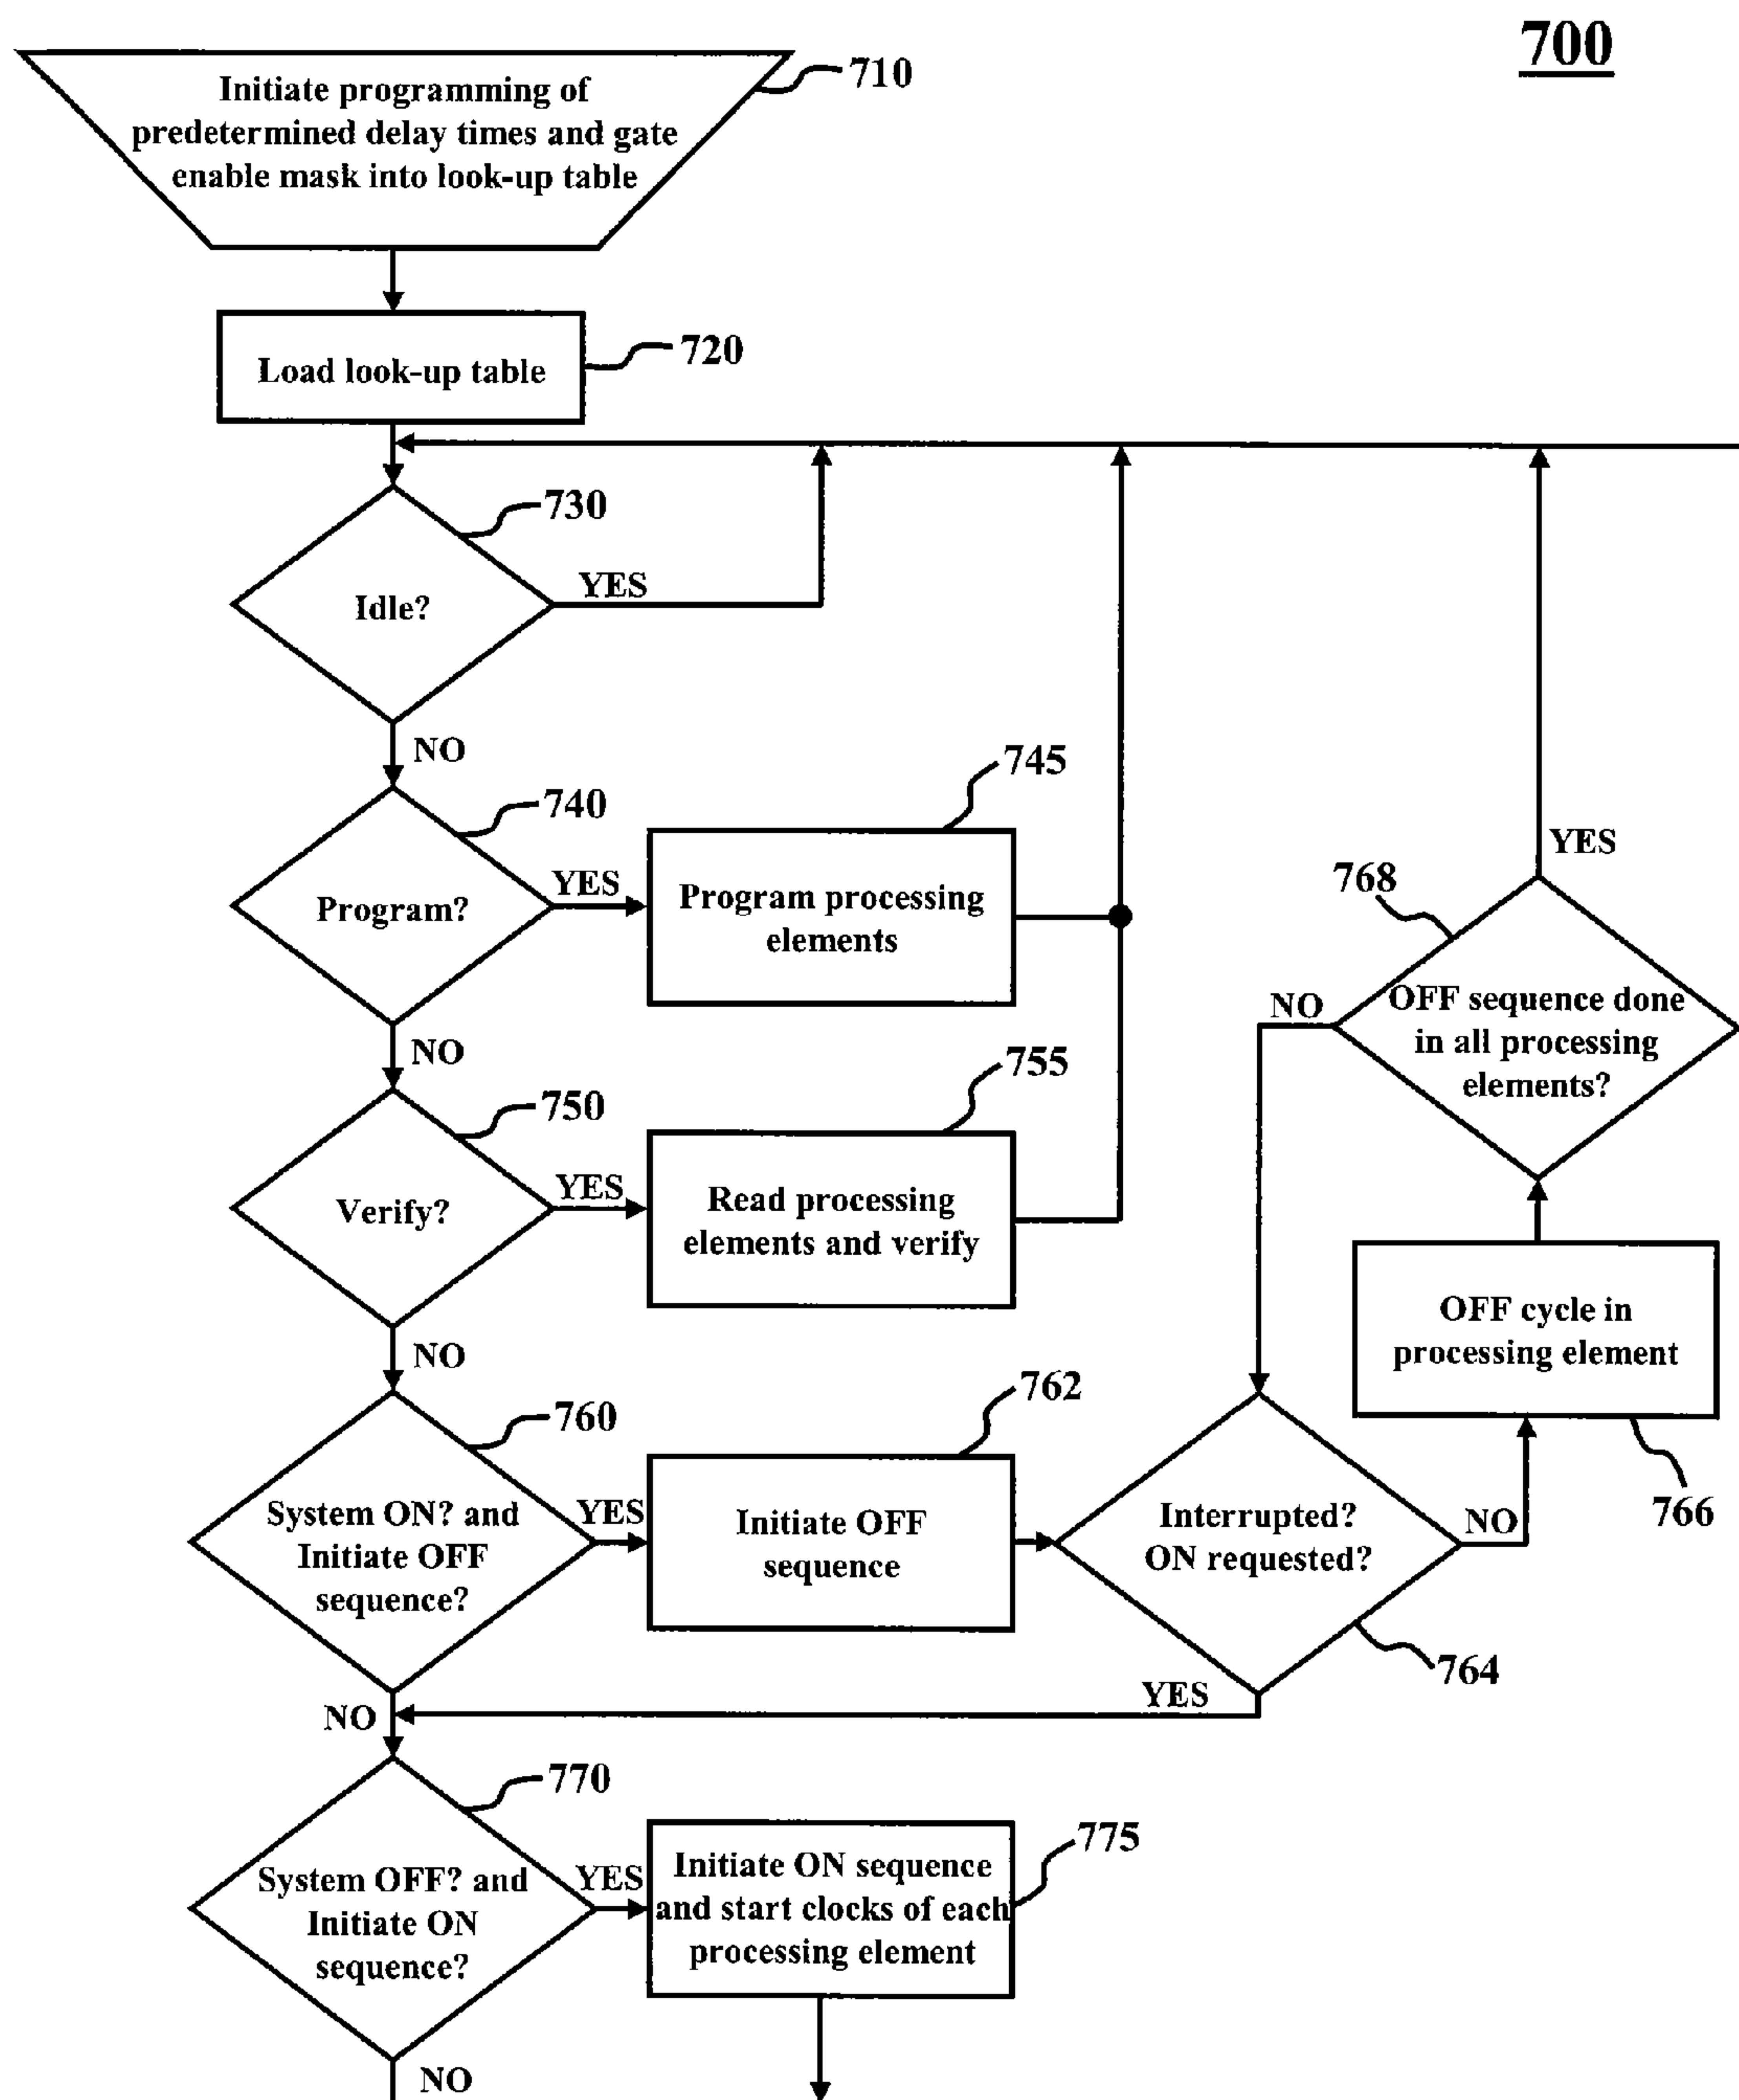 700
710
Initiate programming of
predetermined delay times and gate
enable mask into look-up table
720
Load look-up table
730
Idle?
YES
NO
740
Program?
YES
745
Program processing
elements
NO
750
Verify?
YES
755
Read processing
elements and verify
NO
760
System ON? and
Initiate OFF
sequence?
YES
762
Initiate OFF
sequence
764
Interrupted?
ON requested?
NO
766
OFF cycle in
processing element
768
OFF sequence done
in all processing
elements?
YES
NO
YES
NO
770
System OFF? and
Initiate ON
sequence?
YES
775
Initiate ON sequence
and start clocks of each
processing element
NO